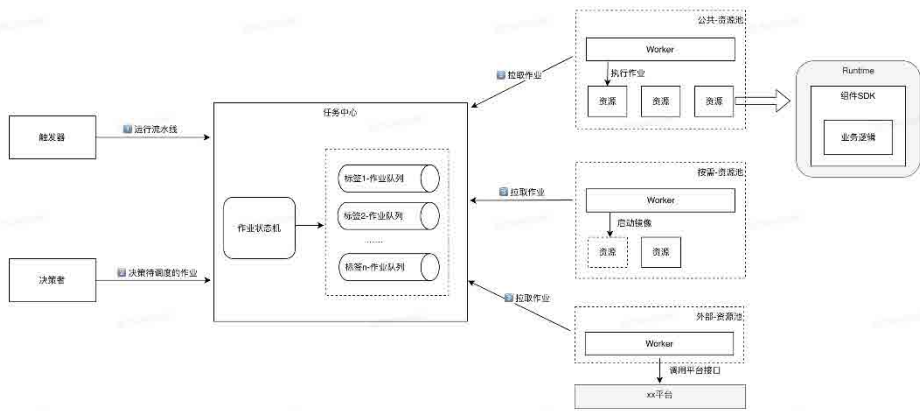 触发器
1 运行流水线
决策者
2 决策待调度的作业
任务中心
作业状态机
标签1-作业队列
标签2-作业队列
......
标签n-作业队列
3 拉取作业
3 拉取作业
3 拉取作业
公共-资源池
Worker
执行作业
资源
资源
资源
Runtime
组件SDK
业务逻辑
按需-资源池
Worker
启动镜像
资源
资源
外部-资源池
Worker
调用平台接口
xx平台